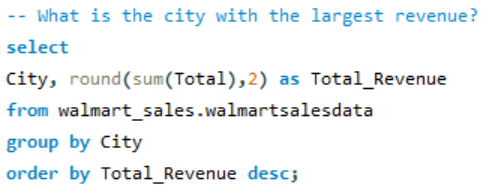 -- What is the city with the largest revenue?
select
City, round(sum(Total),2) as Total_Revenue
from walmart_sales.walmartsalesdata
group by City
order by Total_Revenue desc;